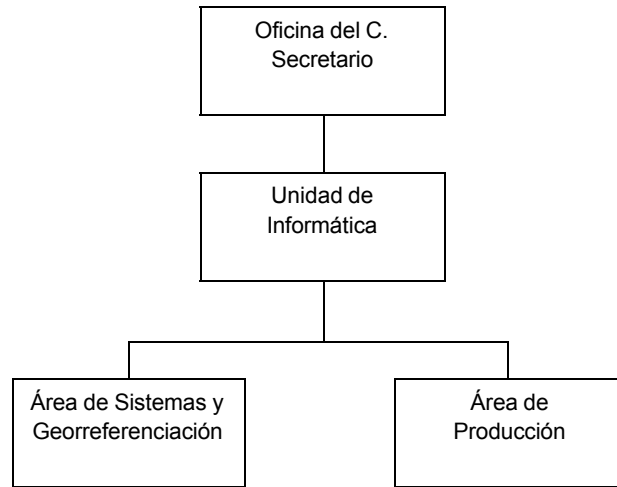 Oficina del C.
Secretario
Unidad de
Informática
Área de Sistemas y
Georreferenciación
Área de
Producción